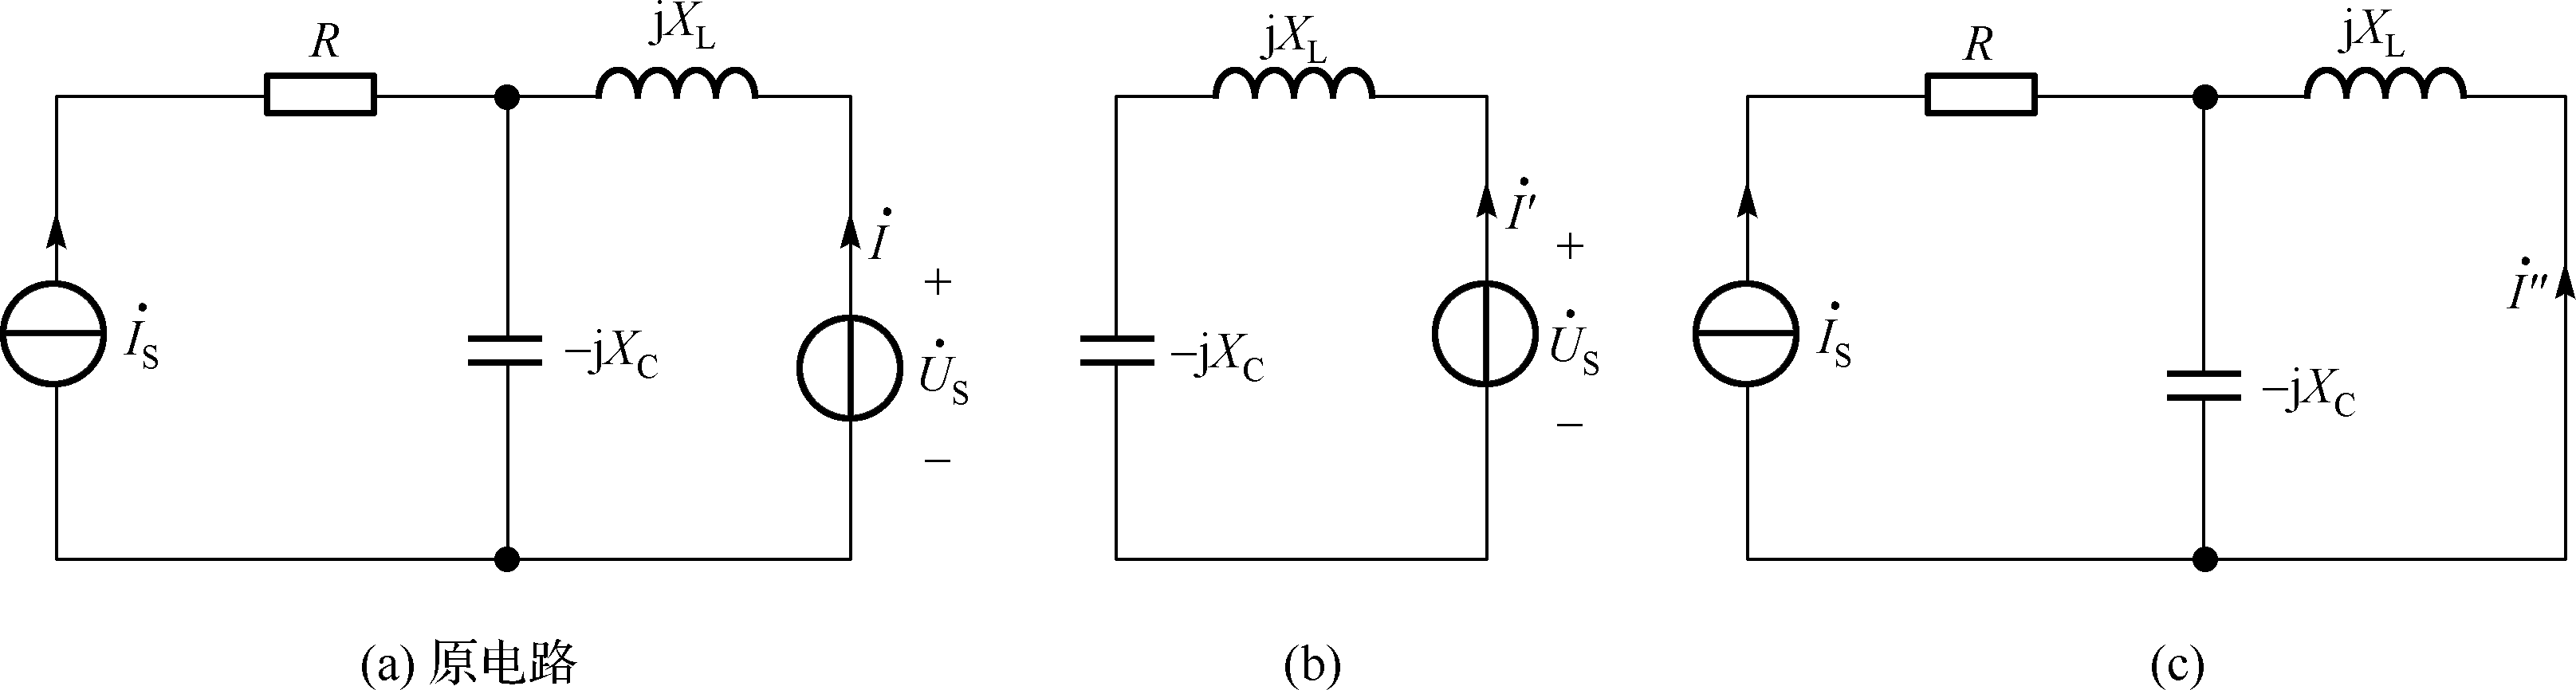 R
jX_L
İ
+
İ_S
−jX_C
U̇_S
−
(a) 原电路
jX_L
İ′
+
−jX_C
U̇_S
−
(b)
R
jX_L
İ″
İ_S
−jX_C
(c)